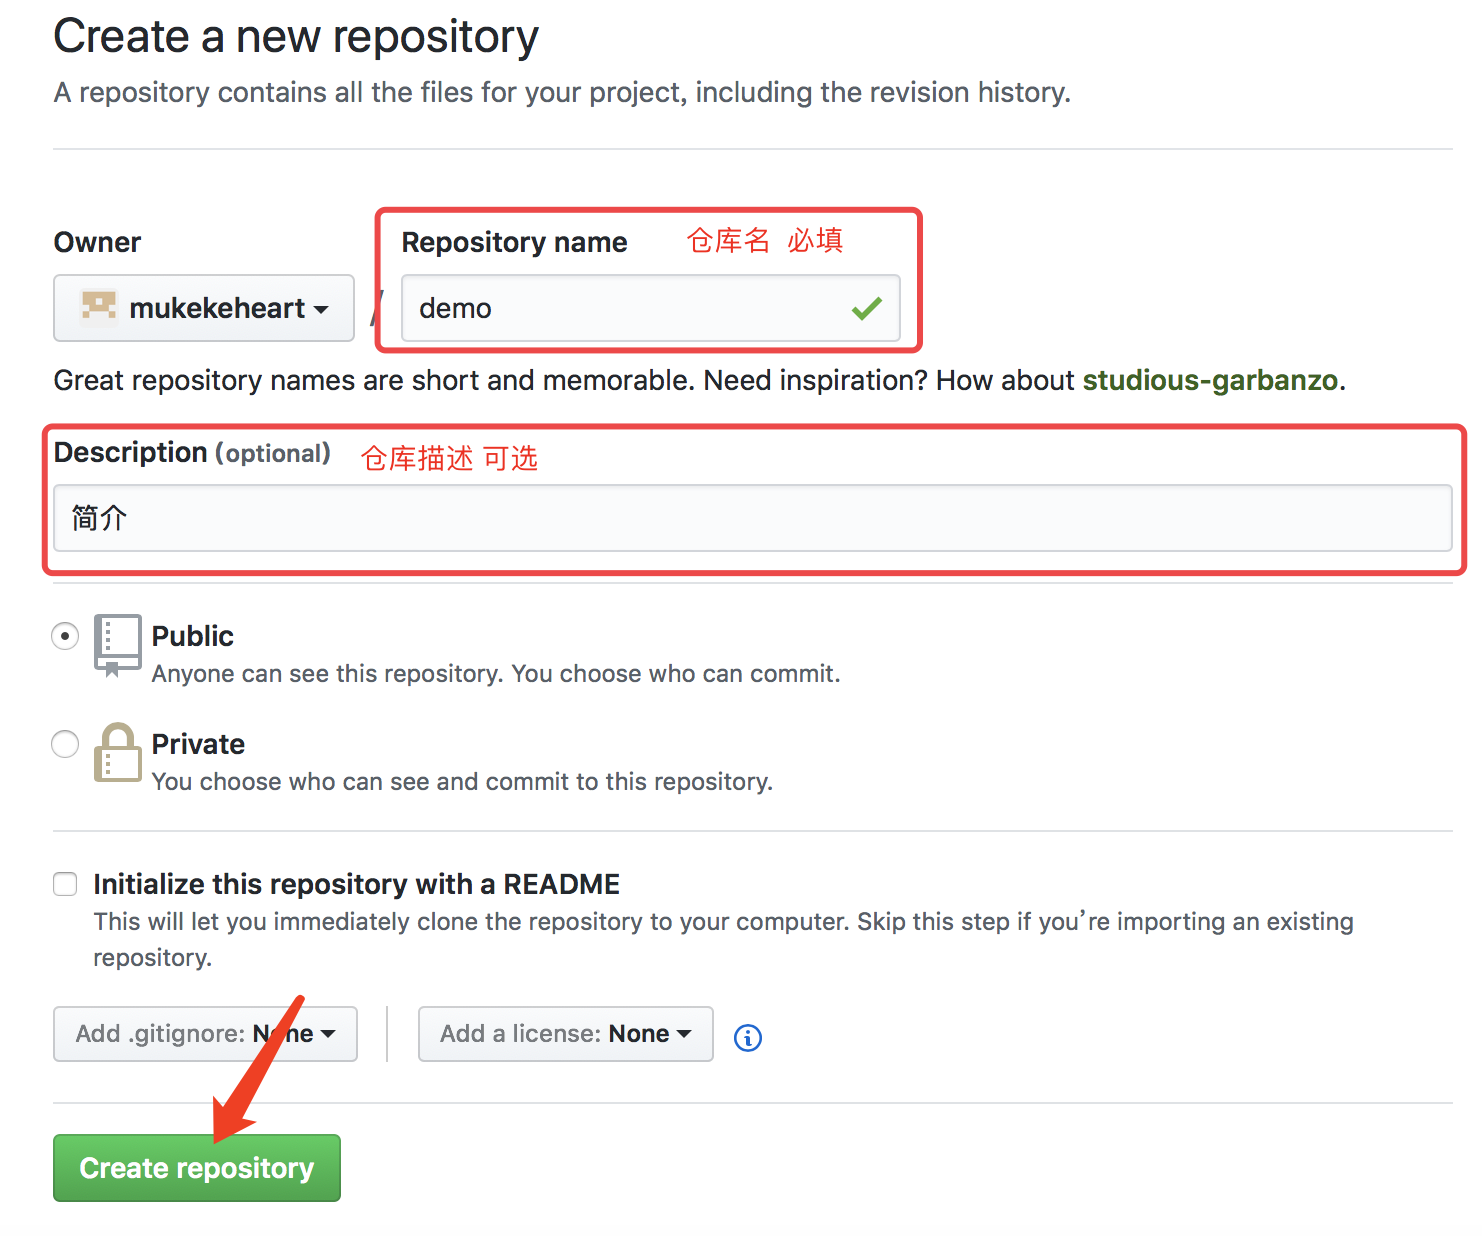 Create a new repository
A repository contains all the files for your project, including the revision history.
Owner
Repository name 仓库名 必填
mukekeheart / demo
Great repository names are short and memorable. Need inspiration? How about studious-garbanzo.
Description (optional) 仓库描述 可选
简介
Public
Anyone can see this repository. You choose who can commit.
Private
You choose who can see and commit to this repository.
Initialize this repository with a README
This will let you immediately clone the repository to your computer. Skip this step if you’re importing an existing
repository.
Add .gitignore: None
Add a license: None
Create repository